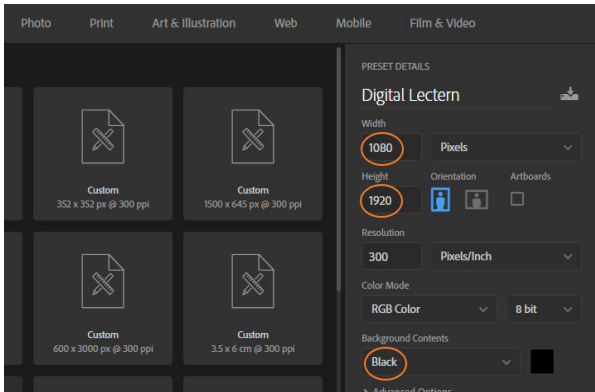 Photo Print Art & Illustration Web Mobile Film & Video
PRESET DETAILS
Digital Lectern
Width
1080 Pixels
Height Orientation Artboards
1920
Resolution
300 Pixels/Inch
Color Mode
RGB Color 8 bit
Background Contents
Black
Advanced Options
Custom
352 x 352 px @ 300 ppi
Custom
1500 x 645 px @ 300 ppi
Custom
600 x 3000 px @ 300 ppi
Custom
3.5 x 6 cm @ 300 ppi